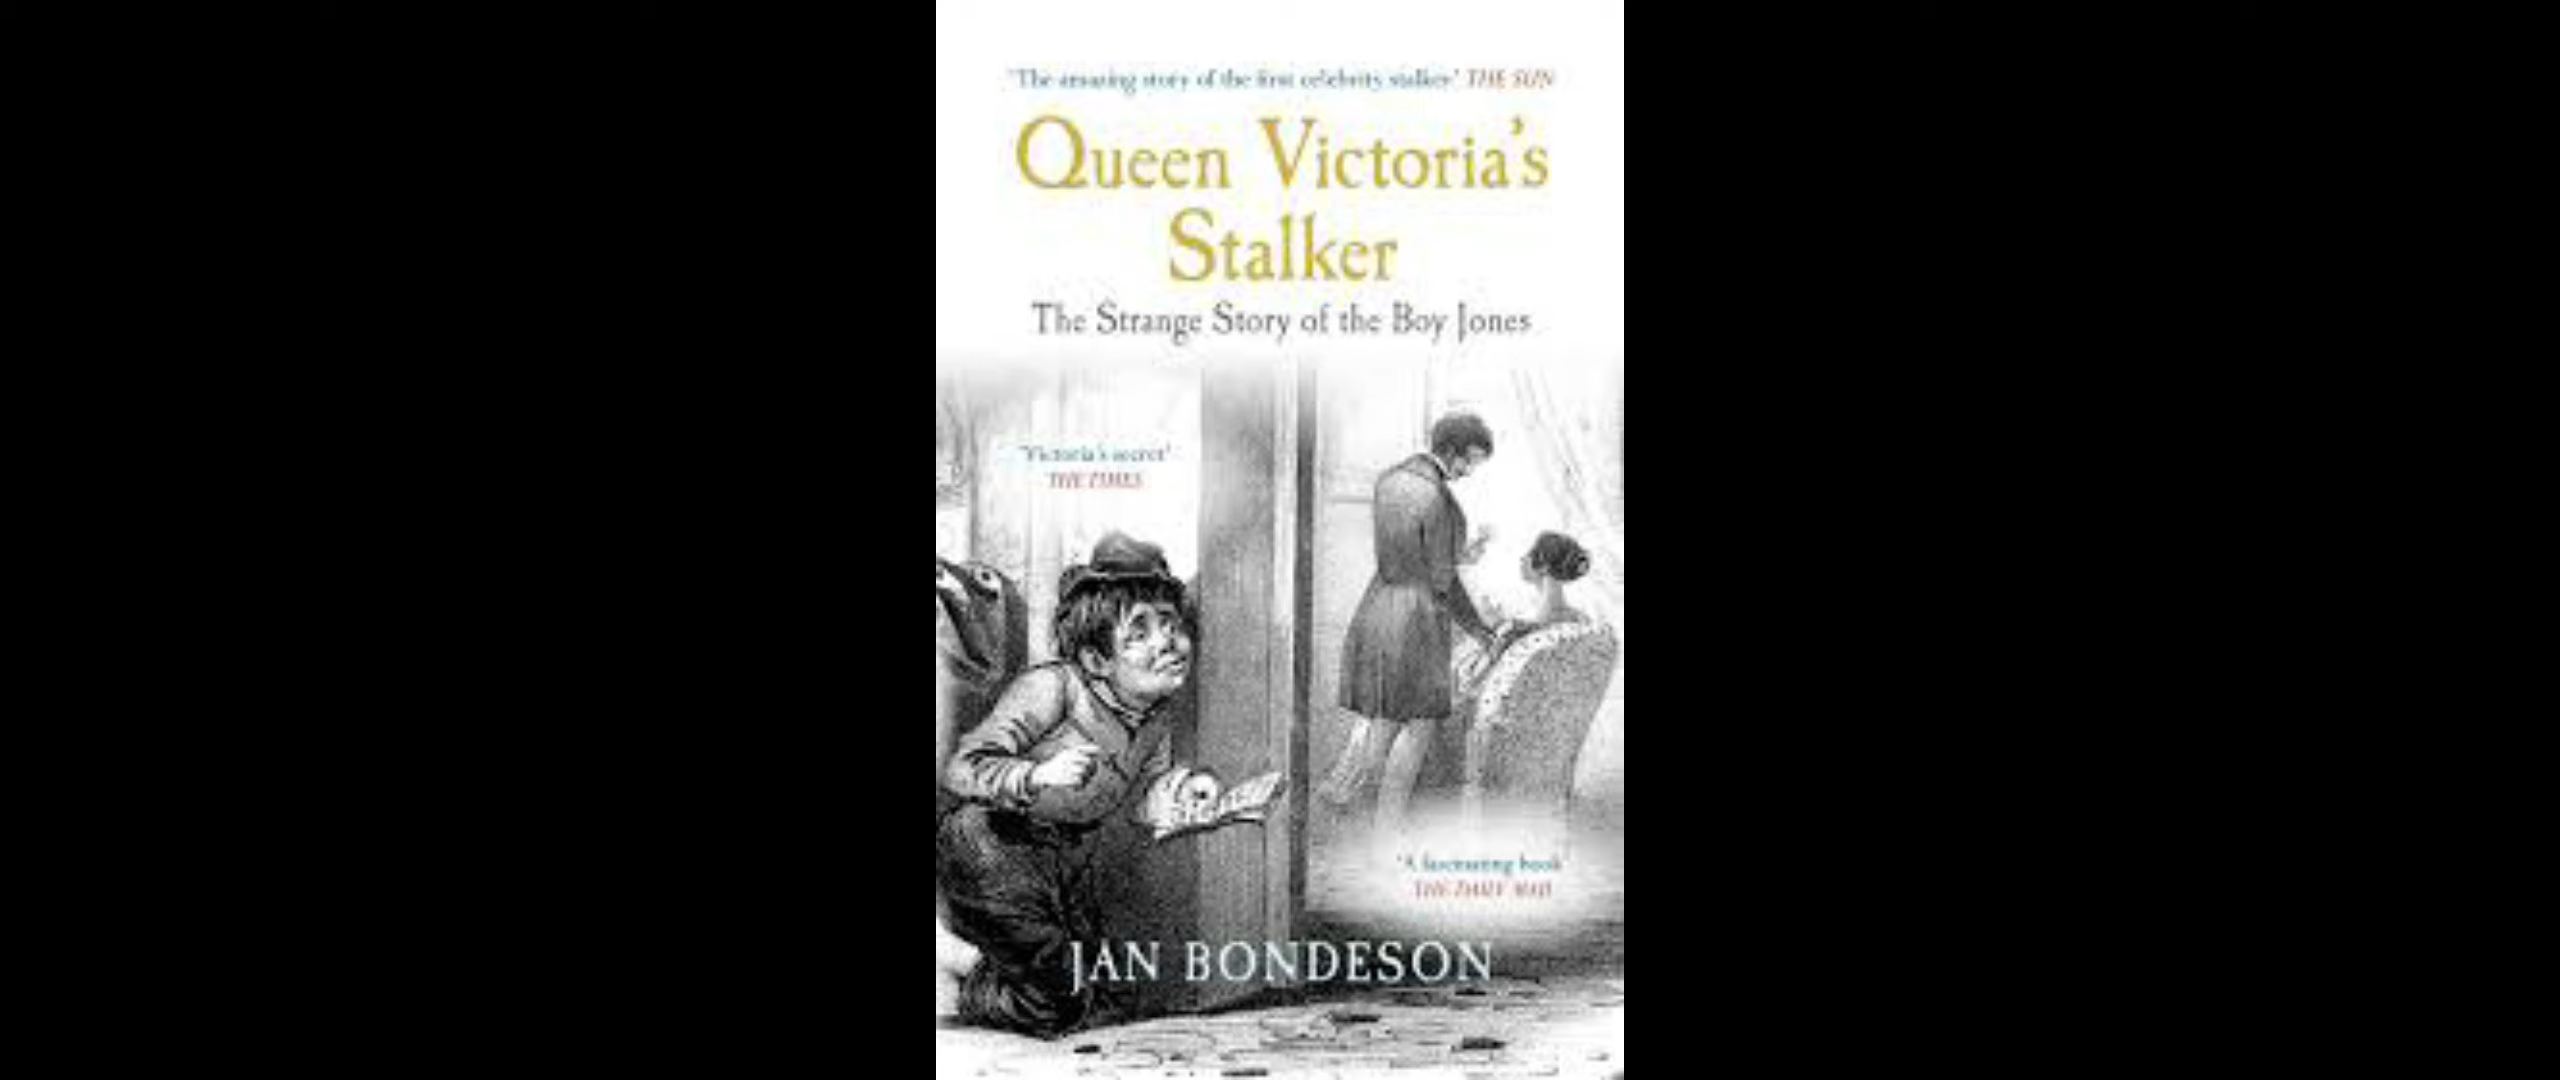 'The amazing story of the first celebrity stalker' THE SUN
Queen Victoria's
Stalker
The Strange Story of the Boy Jones
'Victoria's secret'
THE TIMES
'A fascinating book'
THE DAILY MAIL
JAN BONDESON